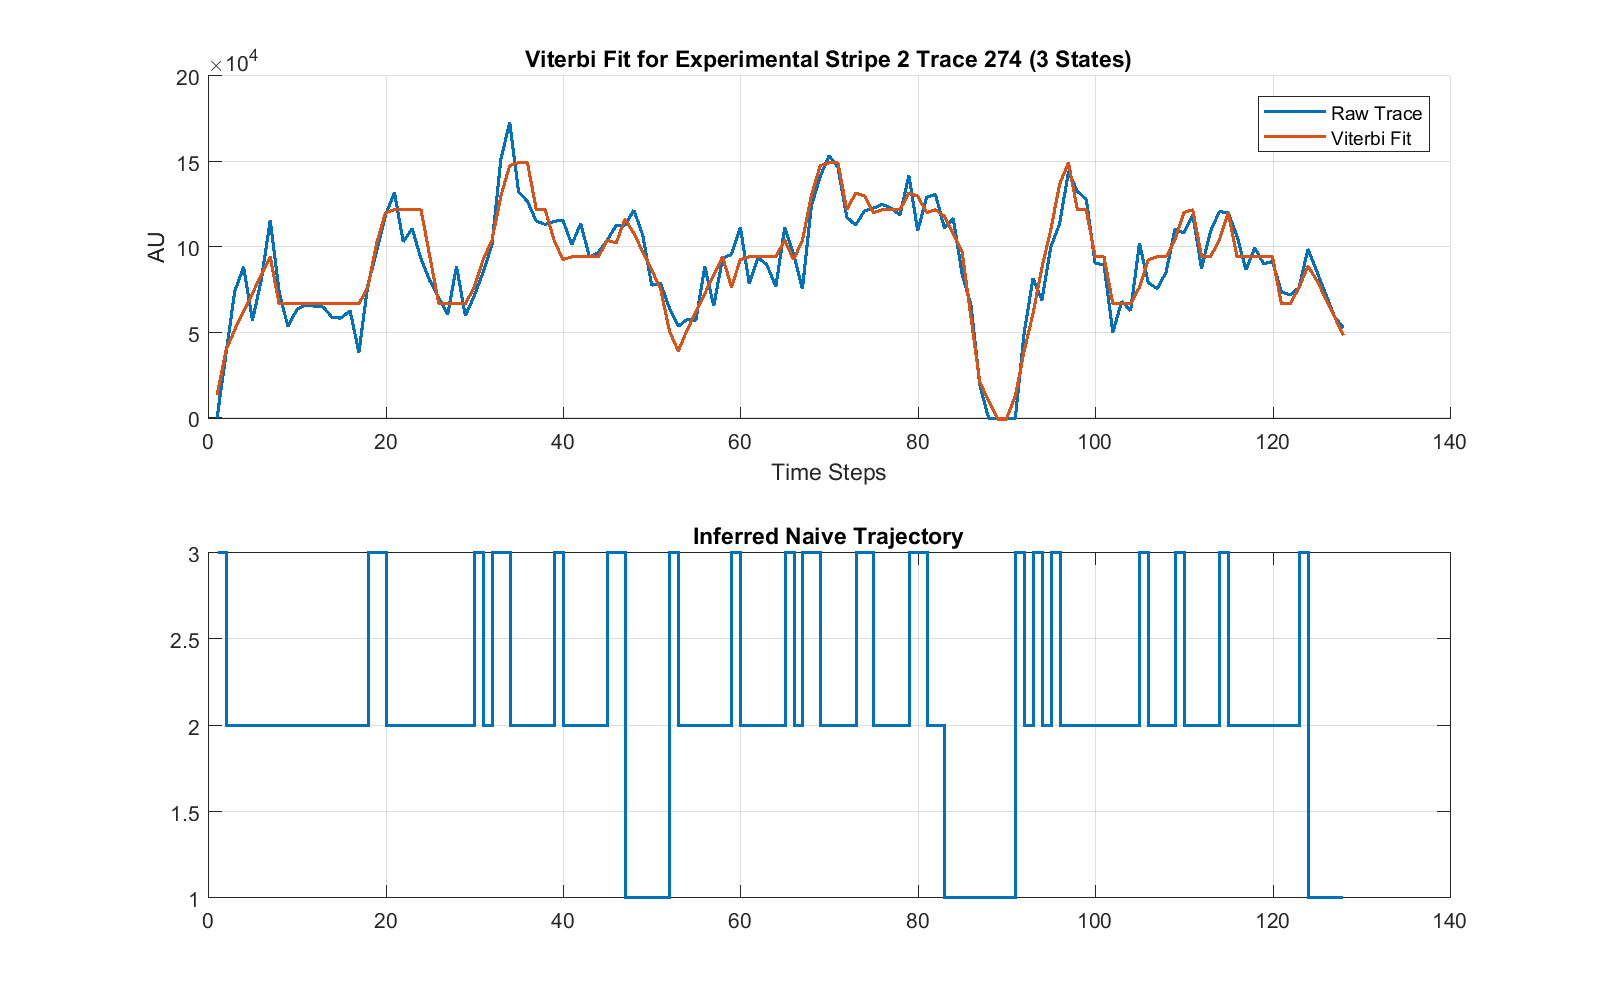 Viterbi Fit for Experimental Stripe 2 Trace 274 (3 States)
×10^4
20
15
10
5
0
AU
Raw Trace
Viterbi Fit
0 20 40 60 80 100 120 140
Time Steps
Inferred Naive Trajectory
3
2.5
2
1.5
1
0 20 40 60 80 100 120 140